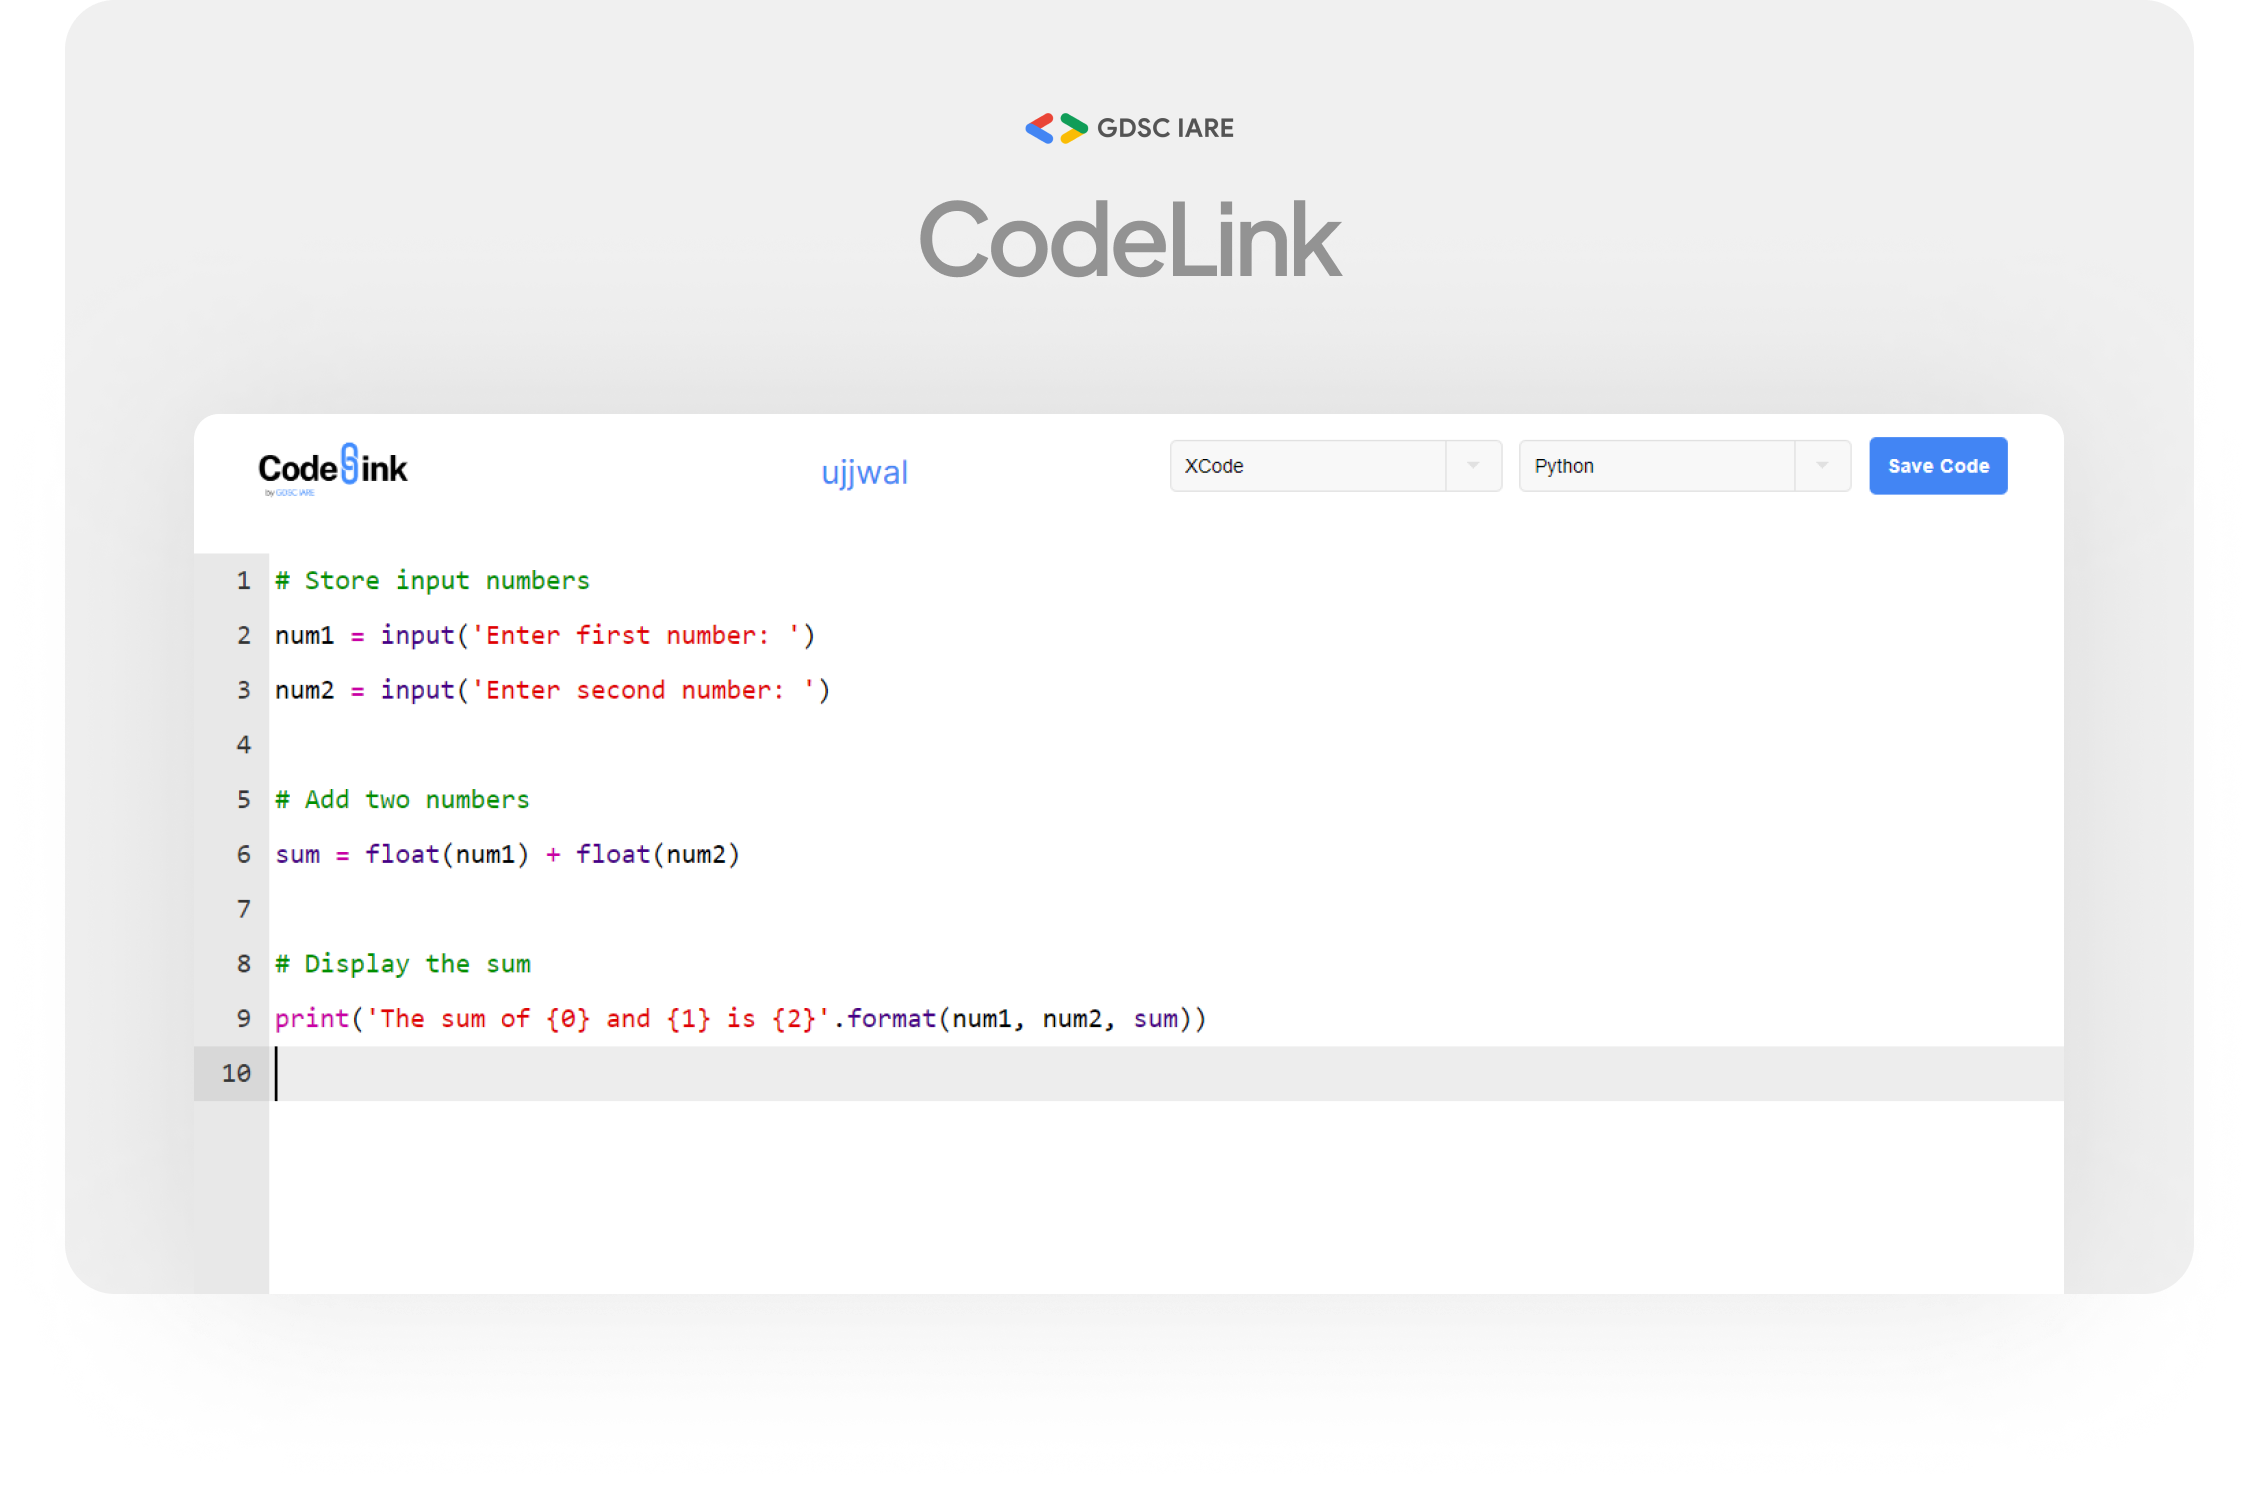 GDSC IARE
CodeLink
Code ink
by GDSC IARE
ujjwal
XCode
Python
Save Code
1 # Store input numbers
2 num1 = input('Enter first number: ')
3 num2 = input('Enter second number: ')
4
5 # Add two numbers
6 sum = float(num1) + float(num2)
7
8 # Display the sum
9 print('The sum of {0} and {1} is {2}'.format(num1, num2, sum))
10